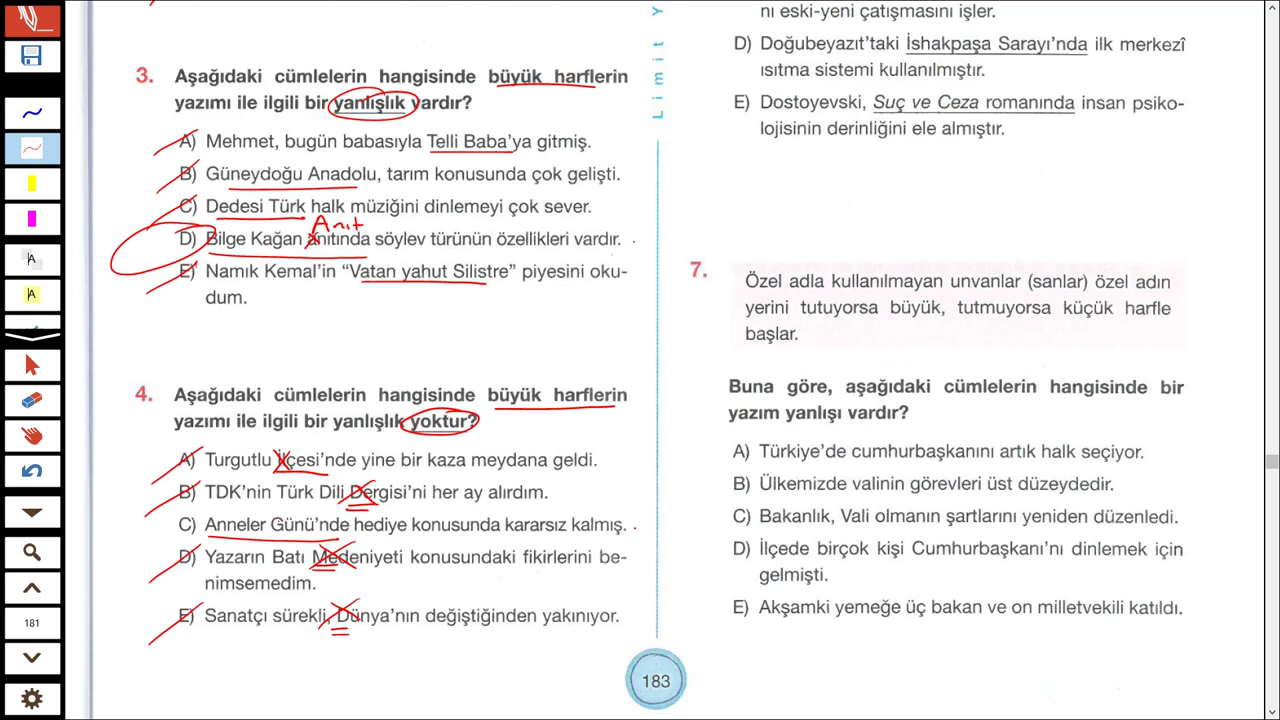 3. Aşağıdaki cümlelerin hangisinde büyük harflerin
yazımı ile ilgili bir yanlışlık vardır?
A) Mehmet, bugün babasıyla Telli Baba'ya gitmiş.
B) Güneydoğu Anadolu, tarım konusunda çok gelişti.
C) Dedesi Türk halk müziğini dinlemeyi çok sever.
Anıt
D) Bilge Kağan anıtında söylev türünün özellikleri vardır.
E) Namık Kemal'in “Vatan yahut Silistre” piyesini oku-
dum.
4. Aşağıdaki cümlelerin hangisinde büyük harflerin
yazımı ile ilgili bir yanlışlık yoktur?
A) Turgutlu İlçesi'nde yine bir kaza meydana geldi.
B) TDK'nin Türk Dili Dergisi'ni her ay alırdım.
C) Anneler Günü'nde hediye konusunda kararsız kalmış.
D) Yazarın Batı Medeniyeti konusundaki fikirlerini be-
nimsemedim.
E) Sanatçı sürekli, Dünya'nın değiştiğinden yakınıyor.
Limit Y
nı eski-yeni çatışmasını işler.
D) Doğubeyazıt'taki İshakpaşa Sarayı'nda ilk merkezî
ısıtma sistemi kullanılmıştır.
E) Dostoyevski, Suç ve Ceza romanında insan psiko-
lojisinin derinliğini ele almıştır.
7. Özel adla kullanılmayan unvanlar (sanlar) özel adın
yerini tutuyorsa büyük, tutmuyorsa küçük harfle
başlar.
Buna göre, aşağıdaki cümlelerin hangisinde bir
yazım yanlışı vardır?
A) Türkiye'de cumhurbaşkanını artık halk seçiyor.
B) Ülkemizde valinin görevleri üst düzeydedir.
C) Bakanlık, Vali olmanın şartlarını yeniden düzenledi.
D) İlçede birçok kişi Cumhurbaşkanı'nı dinlemek için
gelmişti.
E) Akşamki yemeğe üç bakan ve on milletvekili katıldı.
183
A
A
181